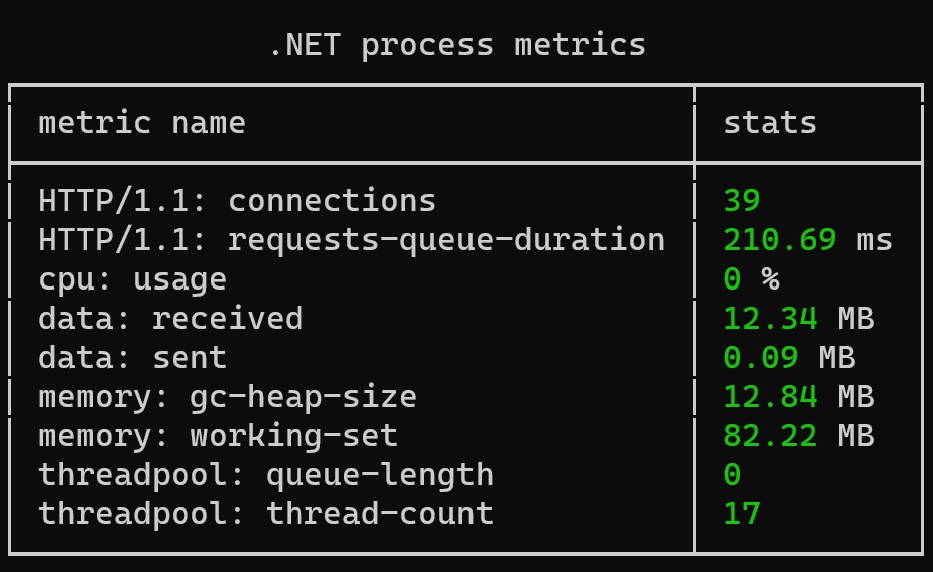 .NET process metrics
metric name stats
HTTP/1.1: connections 39
HTTP/1.1: requests-queue-duration 210.69 ms
cpu: usage 0 %
data: received 12.34 MB
data: sent 0.09 MB
memory: gc-heap-size 12.84 MB
memory: working-set 82.22 MB
threadpool: queue-length 0
threadpool: thread-count 17